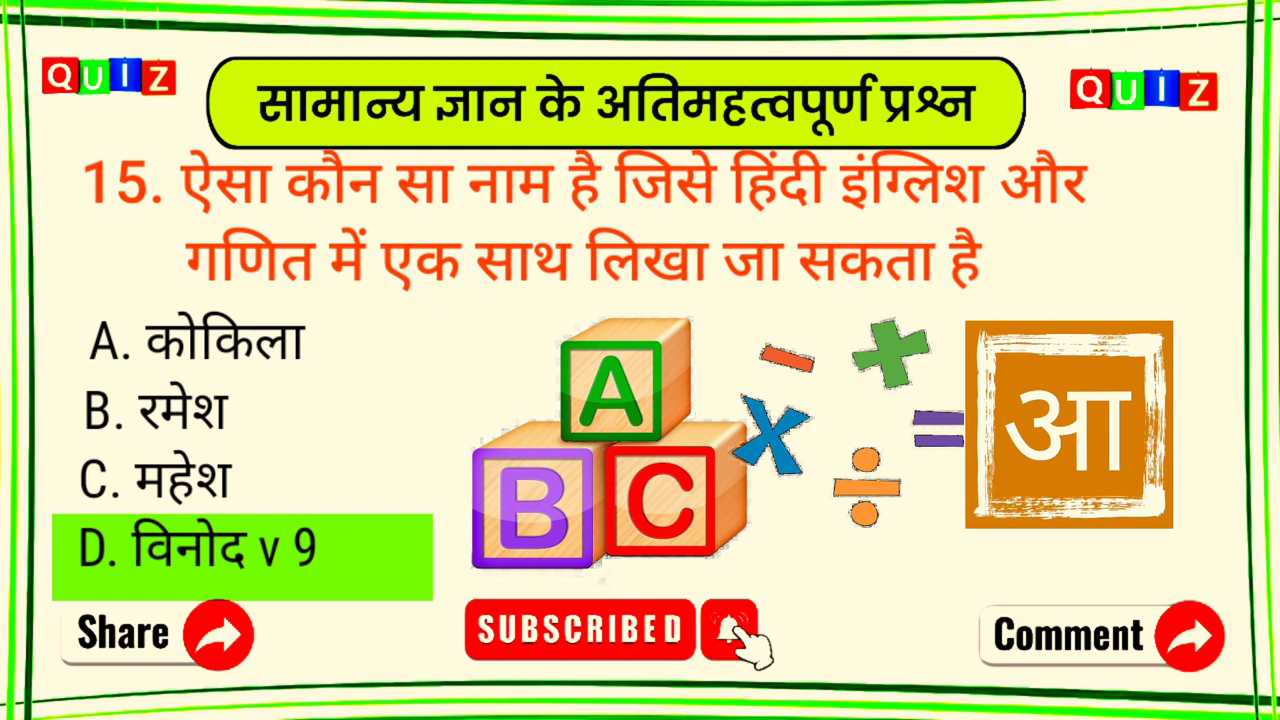 QUIZ
सामान्य ज्ञान के अतिमहत्वपूर्ण प्रश्न
QUIZ
15. ऐसा कौन सा नाम है जिसे हिंदी इंग्लिश और
गणित में एक साथ लिखा जा सकता है
A. कोकिला
B. रमेश
C. महेश
D. विनोद v 9
A
B C
- + x ÷ =
आ
Share
SUBSCRIBED
Comment